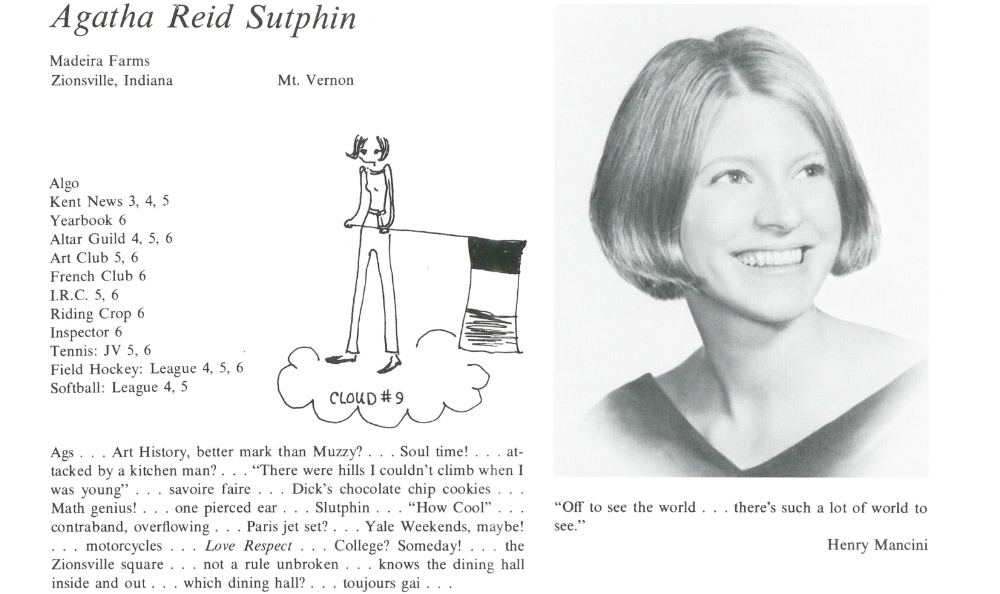 Agatha Reid Sutphin
Madeira Farms
Zionsville, Indiana
Mt. Vernon
Algo
Kent News 3, 4, 5
Yearbook 6
Altar Guild 4, 5, 6
Art Club 5, 6
French Club 6
I.R.C. 5, 6
Riding Crop 6
Inspector 6
Tennis: JV 5, 6
Field Hockey: League 4, 5, 6
Softball: League 4, 5
CLOUD #9
Ags . . . Art History, better mark than Muzzy? . . . Soul time! . . . at-
tacked by a kitchen man? . . . “There were hills I couldn’t climb when I
was young” . . . savoire faire . . . Dick’s chocolate chip cookies . . .
Math genius! . . . one pierced ear . . . Slutphin . . . “How Cool” . . .
contraband, overflowing . . . Paris jet set? . . . Yale Weekends, maybe!
. . . motorcycles . . . Love Respect . . . College? Someday! . . . the
Zionsville square . . . not a rule unbroken . . . knows the dining hall
inside and out . . . which dining hall? . . . toujours gai . . .
“Off to see the world . . . there’s such a lot of world to
see.”
Henry Mancini